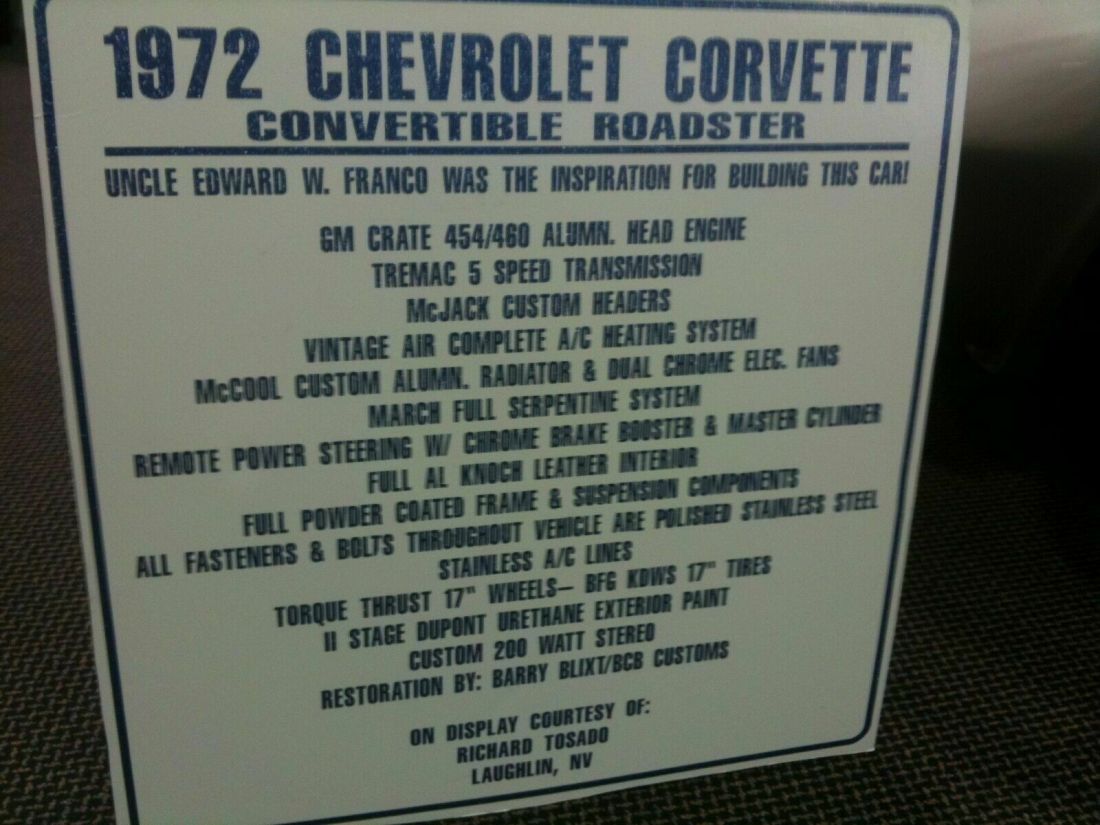 1972 CHEVROLET CORVETTE
CONVERTIBLE ROADSTER
UNCLE EDWARD W. FRANCO WAS THE INSPIRATION FOR BUILDING THIS CAR!
GM CRATE 454/460 ALUMN. HEAD ENGINE
TREMAC 5 SPEED TRANSMISSION
McJACK CUSTOM HEADERS
VINTAGE AIR COMPLETE A/C HEATING SYSTEM
McCOOL CUSTOM ALUMN. RADIATOR & DUAL CHROME ELEC. FANS
MARCH FULL SERPENTINE SYSTEM
REMOTE POWER STEERING W/ CHROME BRAKE BOOSTER & MASTER CYLINDER
FULL AL KNOCH LEATHER INTERIOR
FULL POWDER COATED FRAME & SUSPENSION COMPONENTS
ALL FASTENERS & BOLTS THROUGHOUT VEHICLE ARE POLISHED STAINLESS STEEL
STAINLESS A/C LINES
TORQUE THRUST 17" WHEELS– BFG KDWS 17" TIRES
II STAGE DUPONT URETHANE EXTERIOR PAINT
CUSTOM 200 WATT STEREO
RESTORATION BY: BARRY BLIXT/BCB CUSTOMS
ON DISPLAY COURTESY OF:
RICHARD TOSADO
LAUGHLIN, NV